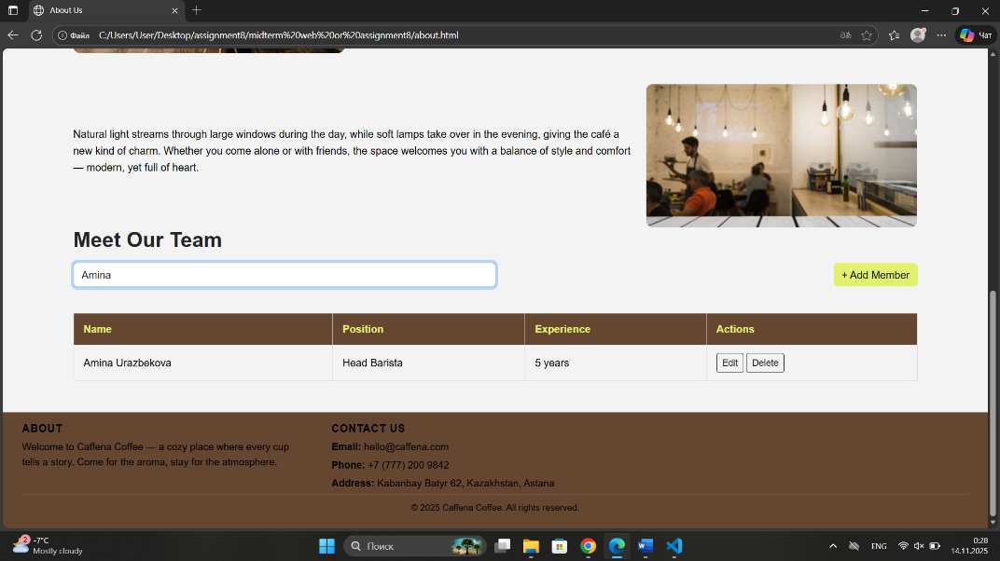 About Us
Файл
C:/Users/User/Desktop/assignment8/midterm%20web%20or%20assignment8/about.html
Чат
Natural light streams through large windows during the day, while soft lamps take over in the evening, giving the café a
new kind of charm. Whether you come alone or with friends, the space welcomes you with a balance of style and comfort
— modern, yet full of heart.
Meet Our Team
Amina
+ Add Member
Name Position Experience Actions
Amina Urazbekova Head Barista 5 years Edit Delete
ABOUT
Welcome to Caffena Coffee — a cozy place where every cup
tells a story. Come for the aroma, stay for the atmosphere.
CONTACT US
Email: hello@caffena.com
Phone: +7 (777) 200 9842
Address: Kabanbay Batyr 62, Kazakhstan, Astana
© 2025 Caffena Coffee. All rights reserved.
2
-7°C
Mostly cloudy
Поиск
ENG
0:28
14.11.2025